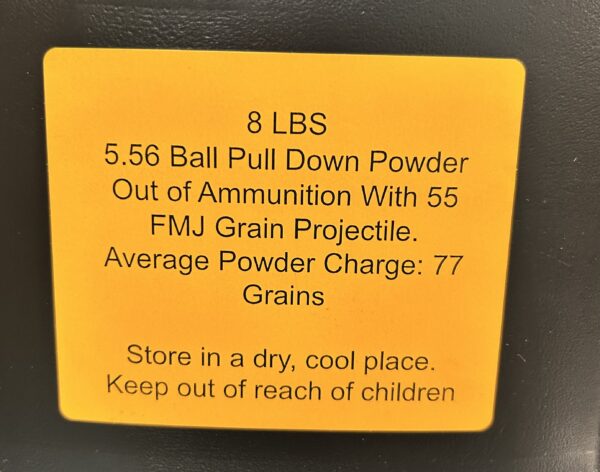 8 LBS
5.56 Ball Pull Down Powder
Out of Ammunition With 55
FMJ Grain Projectile.
Average Powder Charge: 77
Grains
Store in a dry, cool place.
Keep out of reach of children